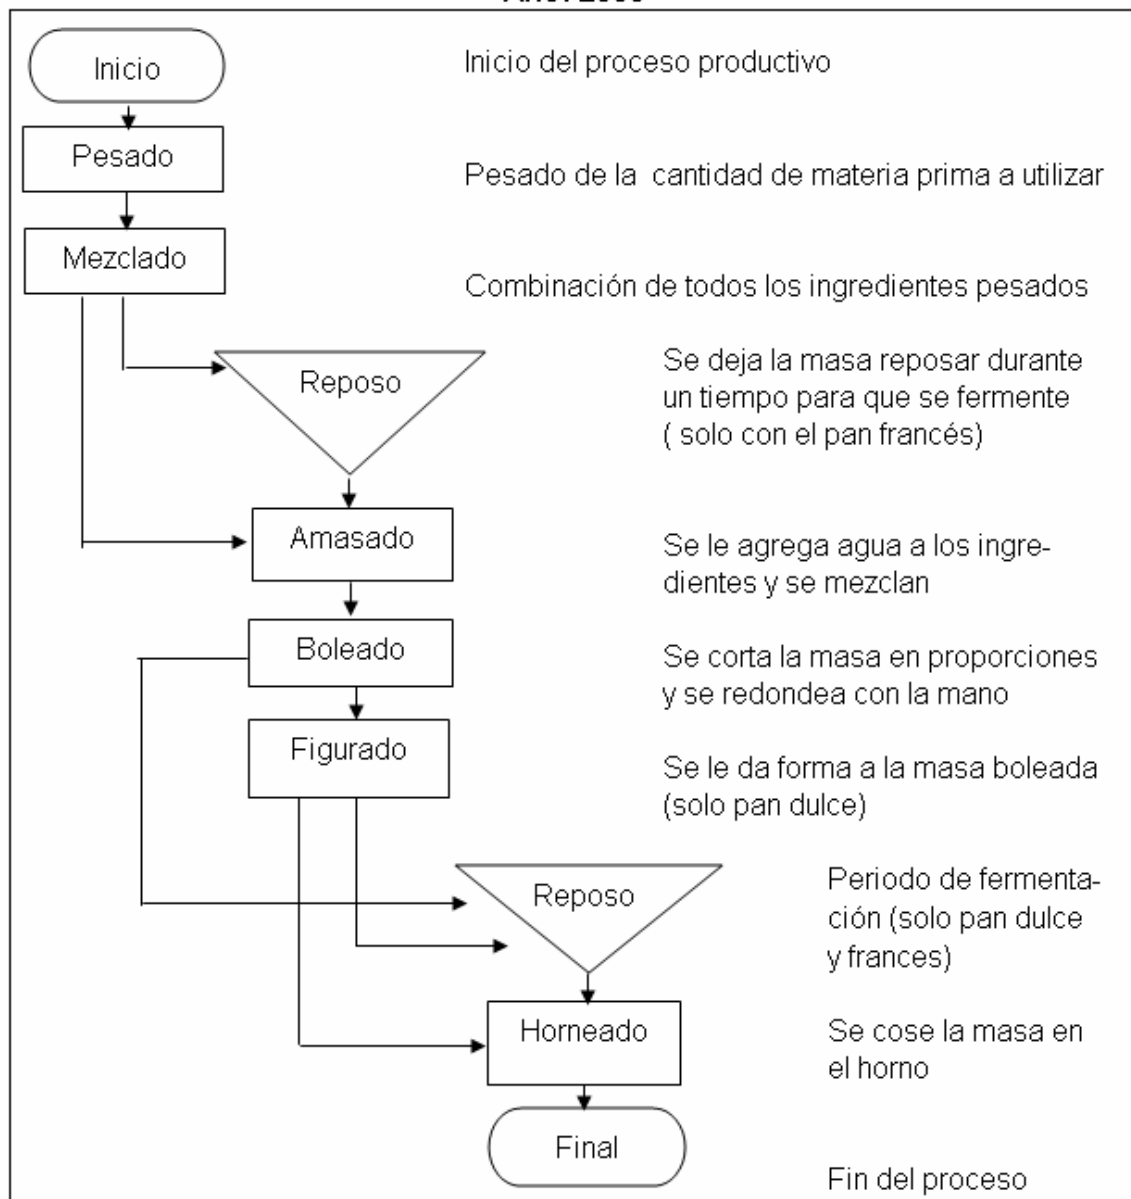 Inicio
Inicio del proceso productivo
Pesado
Pesado de la cantidad de materia prima a utilizar
Mezclado
Combinación de todos los ingredientes pesados
Reposo
Se deja la masa reposar durante
un tiempo para que se fermente
( solo con el pan francés)
Amasado
Se le agrega agua a los ingre-
dientes y se mezclan
Boleado
Se corta la masa en proporciones
y se redondea con la mano
Figurado
Se le da forma a la masa boleada
(solo pan dulce)
Reposo
Periodo de fermenta-
ción (solo pan dulce
y frances)
Horneado
Se cose la masa en
el horno
Final
Fin del proceso